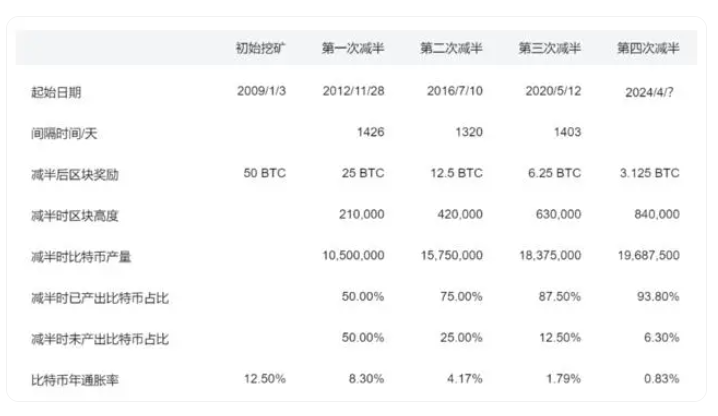 初始挖矿 第一次减半 第二次减半 第三次减半 第四次减半
起始日期 2009/1/3 2012/11/28 2016/7/10 2020/5/12 2024/4/?
间隔时间/天 1426 1320 1403
减半后区块奖励 50 BTC 25 BTC 12.5 BTC 6.25 BTC 3.125 BTC
减半时区块高度 210,000 420,000 630,000 840,000
减半时比特币产量 10,500,000 15,750,000 18,375,000 19,687,500
减半时已产出比特币占比 50.00% 75.00% 87.50% 93.80%
减半时未产出比特币占比 50.00% 25.00% 12.50% 6.30%
比特币年通胀率 12.50% 8.30% 4.17% 1.79% 0.83%